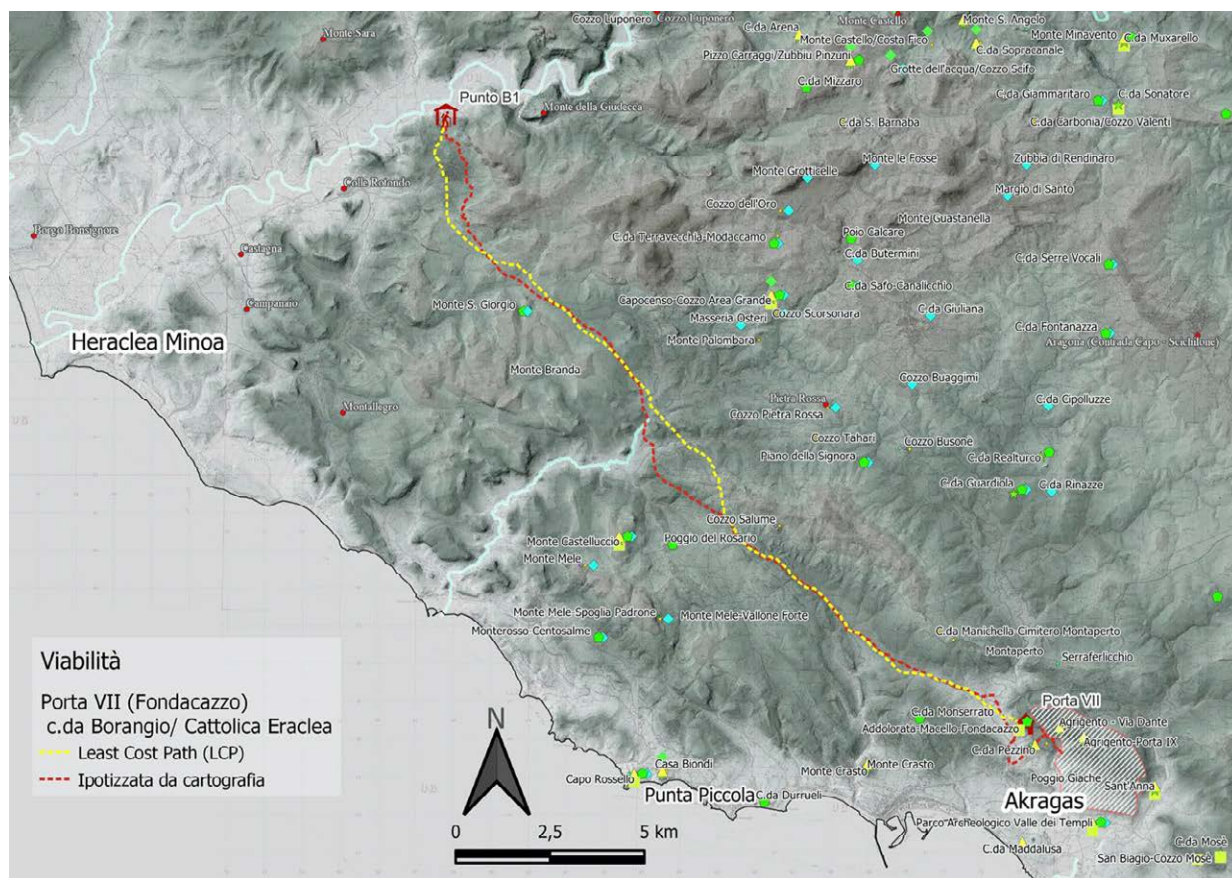 Cozzo Luponero
Cozzo Luponero
Monte Castello
Monte S. Angelo
C.da Arena
Monte Sara
Monte Castello/Costa Fico
Monte Minavento
C.da Muxarello
C.da Sopracanale
Pizzo Carraggi/Zubbiu Pinzuni
Grotte dell'acqua/Cozzo Scifo
C.da Mizzaro
Punto B1
Monte della Giudecca
C.da Giammaritaro
C.da Sonatore
C.da S. Barnaba
C.da Carbonia/Cozzo Valenti
Monte le Fosse
Zubbia di Rendinaro
Monte Grotticelle
Colle Rotondo
Margio di Santo
Cozzo dell'Oro
Monte Guastanella
Borgo Bonsignore
C.da Terravecchia-Modaccamo
Poio Calcare
Castagna
C.da Butermini
C.da Serre Vocali
C.da Safo-Canalicchio
Capocenso-Cozzo Area Grande
Monte S. Giorgio
Campanaio
Cozzo Scorsonara
C.da Giuliana
Masseria Osteri
C.da Fontanazza
Heraclea Minoa
Monte Palombara
Aragona (Contrada Capo - Scichilone)
Monte Branda
Cozzo Buaggimi
Pietra Rossa
C.da Cipolluzze
Montallegro
Cozzo Pietra Rossa
Cozzo Tahari
Cozzo Busone
Piano della Signora
C.da Realturco
C.da Guardiola
C.da Rinazze
Cozzo Salume
Monte Castelluccio
Poggio del Rosario
Monte Mele
Monte Mele-Spoglia Padrone
Monte Mele-Vallone Forte
Monterosso Centosalme
C.da Manichella-Cimitero Montaperto
Montaperto
Serraferlicchio
Viabilità
Porta VII (Fondacazzo)
c.da Borangio/ Cattolica Eraclea
Least Cost Path (LCP)
Ipotizzata da cartografia
N
0
2,5
5 km
Porta VII
C.da Monserrato
Addolorata-Macello Fondacazzo
Agrigento - Via Dante
Agrigento-Porta IX
C.da Pezzino
Casa Biondi
Monte Crasto
Monte Crasto
Capo Rossello
Poggio Giache
Sant'Anna
Punta Piccola
C.da Durrueli
Akragas
Parco Archeologico Valle dei Templi
C.da Maddalusa
C.da Mosè
San Biagio-Cozzo Mosè